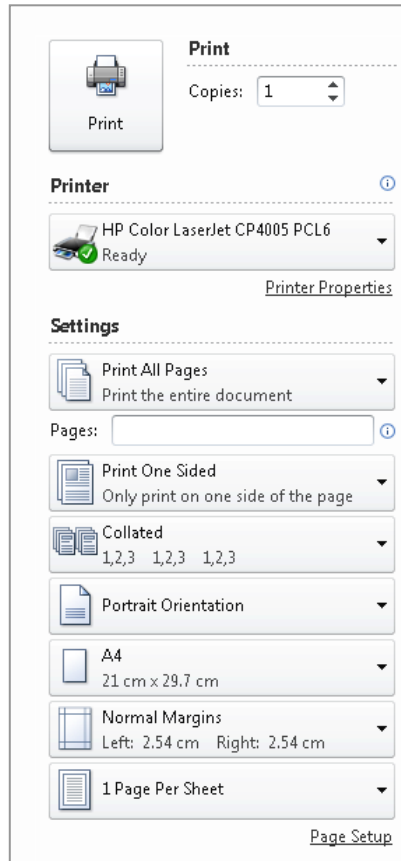 Print
Copies: 1
Print
Printer
HP Color LaserJet CP4005 PCL6
Ready
Printer Properties
Settings
Print All Pages
Print the entire document
Pages:
Print One Sided
Only print on one side of the page
Collated
1,2,3 1,2,3 1,2,3
Portrait Orientation
A4
21 cm x 29.7 cm
Normal Margins
Left: 2.54 cm Right: 2.54 cm
1 Page Per Sheet
Page Setup